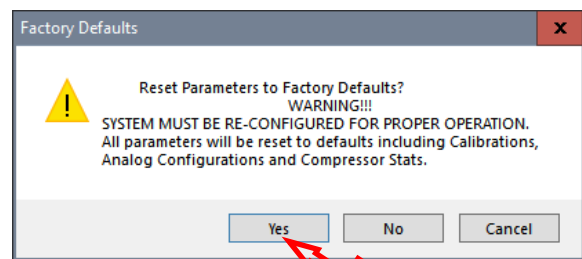 Factory Defaults
Reset Parameters to Factory Defaults?
WARNING!!!
SYSTEM MUST BE RE-CONFIGURED FOR PROPER OPERATION.
All parameters will be reset to defaults including Calibrations,
Analog Configurations and Compressor Stats.
Yes No Cancel